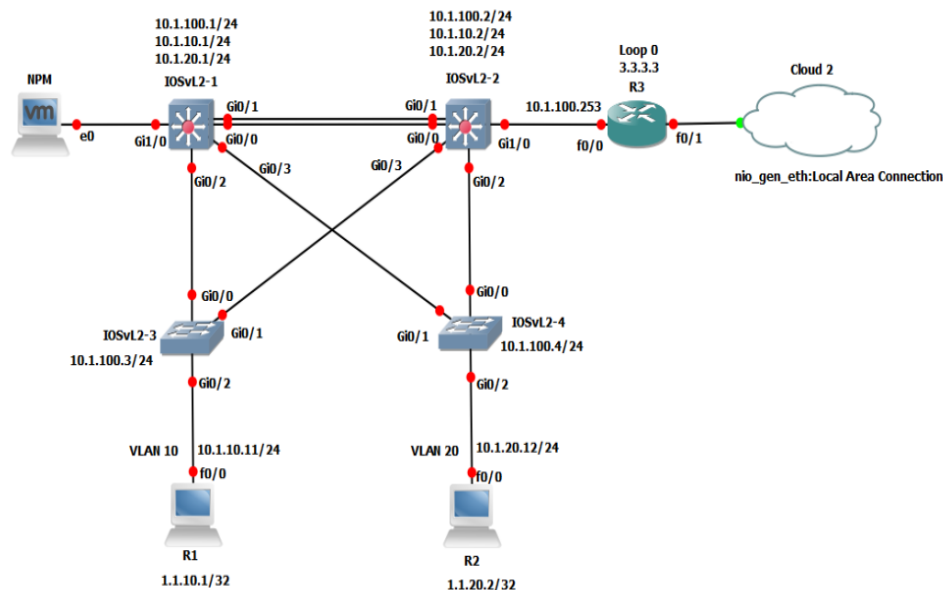 10.1.100.1/24
10.1.10.1/24
10.1.20.1/24
IOSvL2-1
10.1.100.2/24
10.1.10.2/24
10.1.20.2/24
IOSvL2-2
Loop 0
3.3.3.3
R3
Cloud 2
NPM
vm
e0
Gi1/0
Gi0/1
Gi0/0
Gi0/1
Gi0/0
Gi1/0
10.1.100.253
f0/0
f0/1
nio_gen_eth:Local Area Connection
Gi0/2
Gi0/3
Gi0/3
Gi0/2
Gi0/0
Gi0/0
IOSvL2-3
Gi0/1
10.1.100.3/24
Gi0/1
IOSvL2-4
10.1.100.4/24
Gi0/2
Gi0/2
VLAN 10
10.1.10.11/24
f0/0
VLAN 20
10.1.20.12/24
f0/0
R1
1.1.10.1/32
R2
1.1.20.2/32